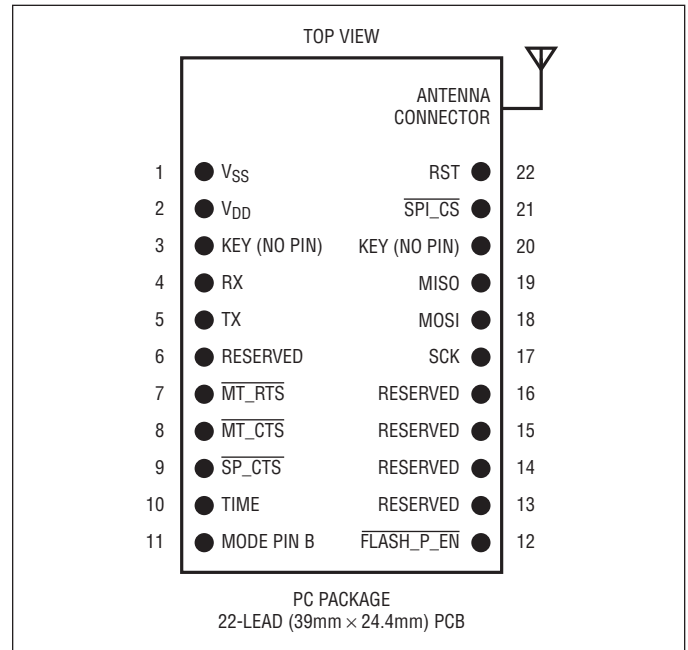 TOP VIEW
ANTENNA
CONNECTOR
1 VSS RST 22
2 VDD SPI_CS 21
3 KEY (NO PIN) KEY (NO PIN) 20
4 RX MISO 19
5 TX MOSI 18
6 RESERVED SCK 17
7 MT_RTS RESERVED 16
8 MT_CTS RESERVED 15
9 SP_CTS RESERVED 14
10 TIME RESERVED 13
11 MODE PIN B FLASH_P_EN 12
PC PACKAGE
22-LEAD (39mm × 24.4mm) PCB